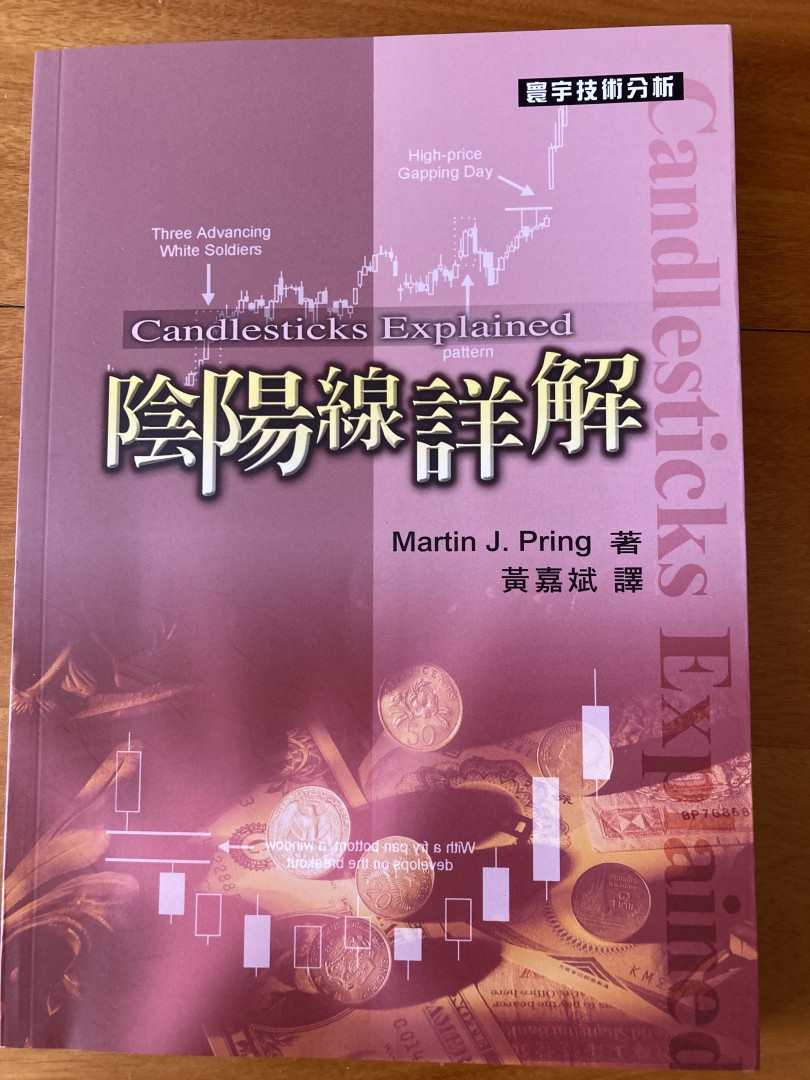 寰宇技術分析
High-price
Gapping Day
Three Advancing
White Soldiers
Candlesticks Explained
pattern
陰陽線詳解
Martin J. Pring 著
黃嘉斌 譯
Candlesticks Explained
CENTS
50
With a fry pan bottom, a window
develops on the breakout